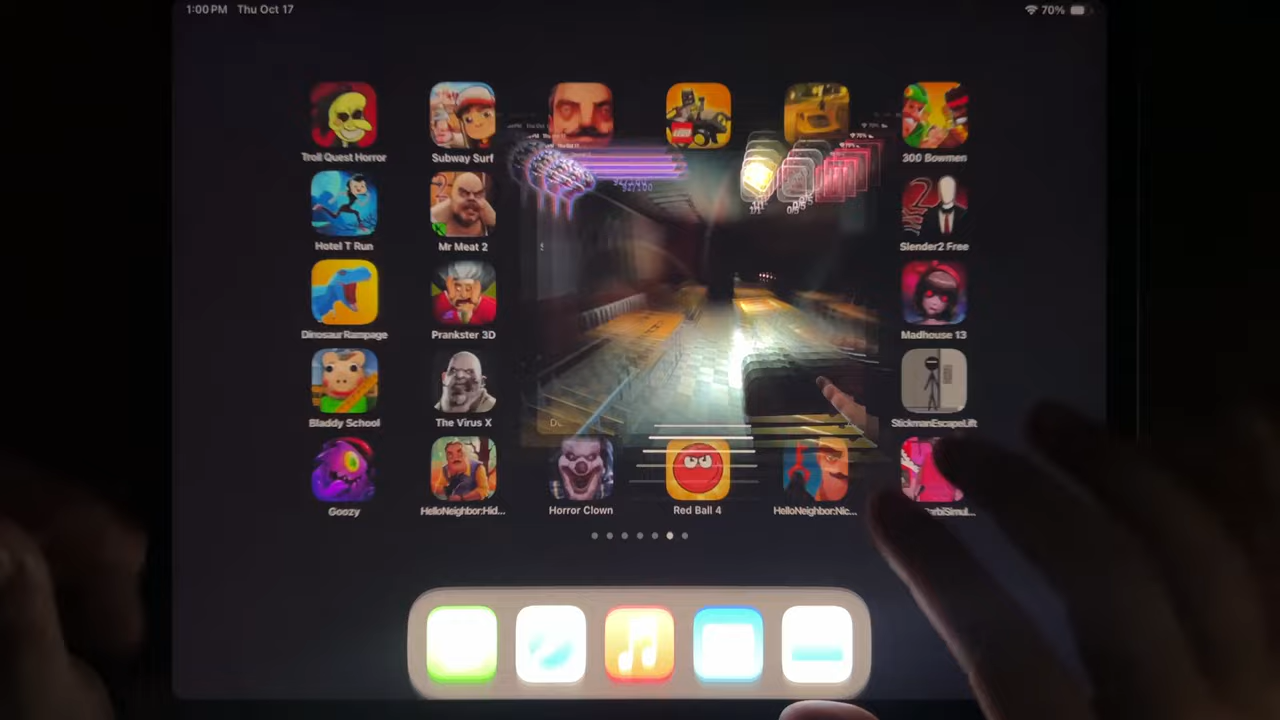 1:00 PM Thu Oct 17
70%
Troll Quest Horror
Subway Surf
300 Bowmen
Hotel T Run
Mr Meat 2
Slender2 Free
Dinosaur Rampage
Prankster 3D
Madhouse 13
Bladdy School
The Virus X
StickmanEscapeLift
Goozy
HelloNeighbor:Hid...
Horror Clown
Red Ball 4
HelloNeighbor:Nic...